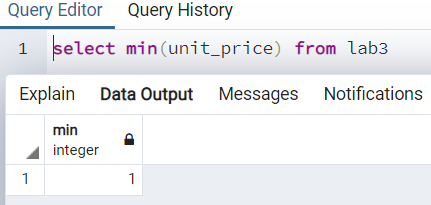 Query Editor Query History
1 select min(unit_price) from lab3
Explain Data Output Messages Notifications
min
integer
1 1